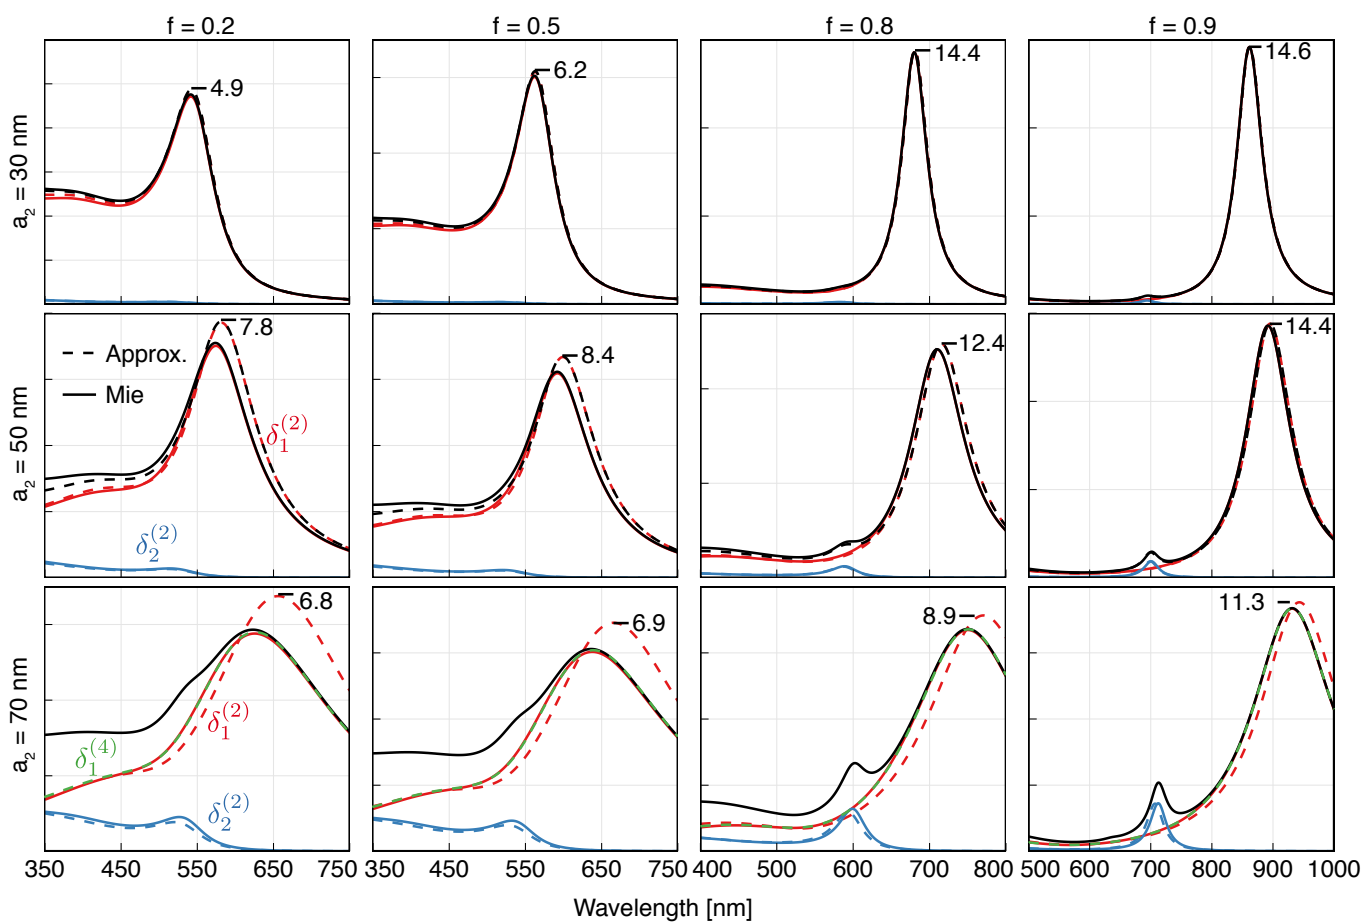 f = 0.2 f = 0.5 f = 0.8 f = 0.9
a₂ = 30 nm
4.9 6.2 14.4 14.6
a₂ = 50 nm
7.8 8.4 12.4 14.4
Approx.
Mie
δ₁⁽²⁾
δ₂⁽²⁾
a₂ = 70 nm
6.8 6.9 8.9 11.3
δ₁⁽²⁾
δ₁⁽⁴⁾
δ₂⁽²⁾
350 450 550 650 750 350 450 550 650 750 400 500 600 700 800 500 600 700 800 900 1000
Wavelength [nm]